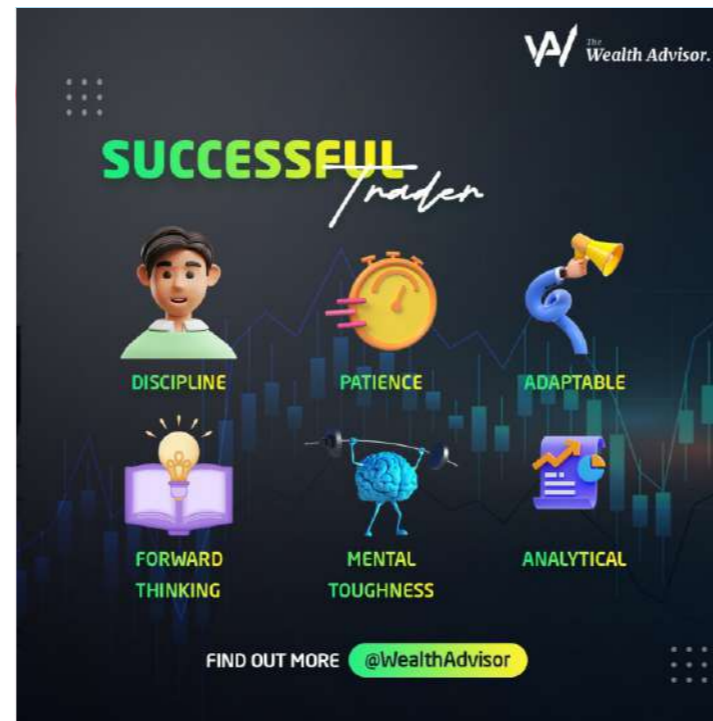 The
Wealth Advisor.
SUCCESSFUL
Trader
DISCIPLINE
PATIENCE
ADAPTABLE
FORWARD
THINKING
MENTAL
TOUGHNESS
ANALYTICAL
FIND OUT MORE @WealthAdvisor